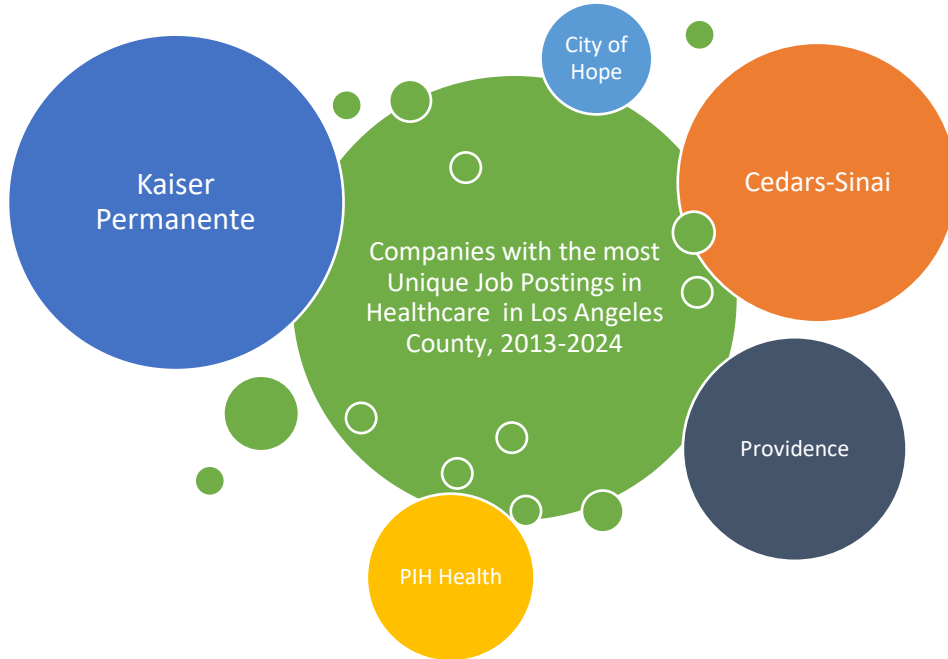 City of
Hope
Kaiser
Permanente
Cedars-Sinai
Companies with the most
Unique Job Postings in
Healthcare  in Los Angeles
County, 2013-2024
Providence
PIH Health